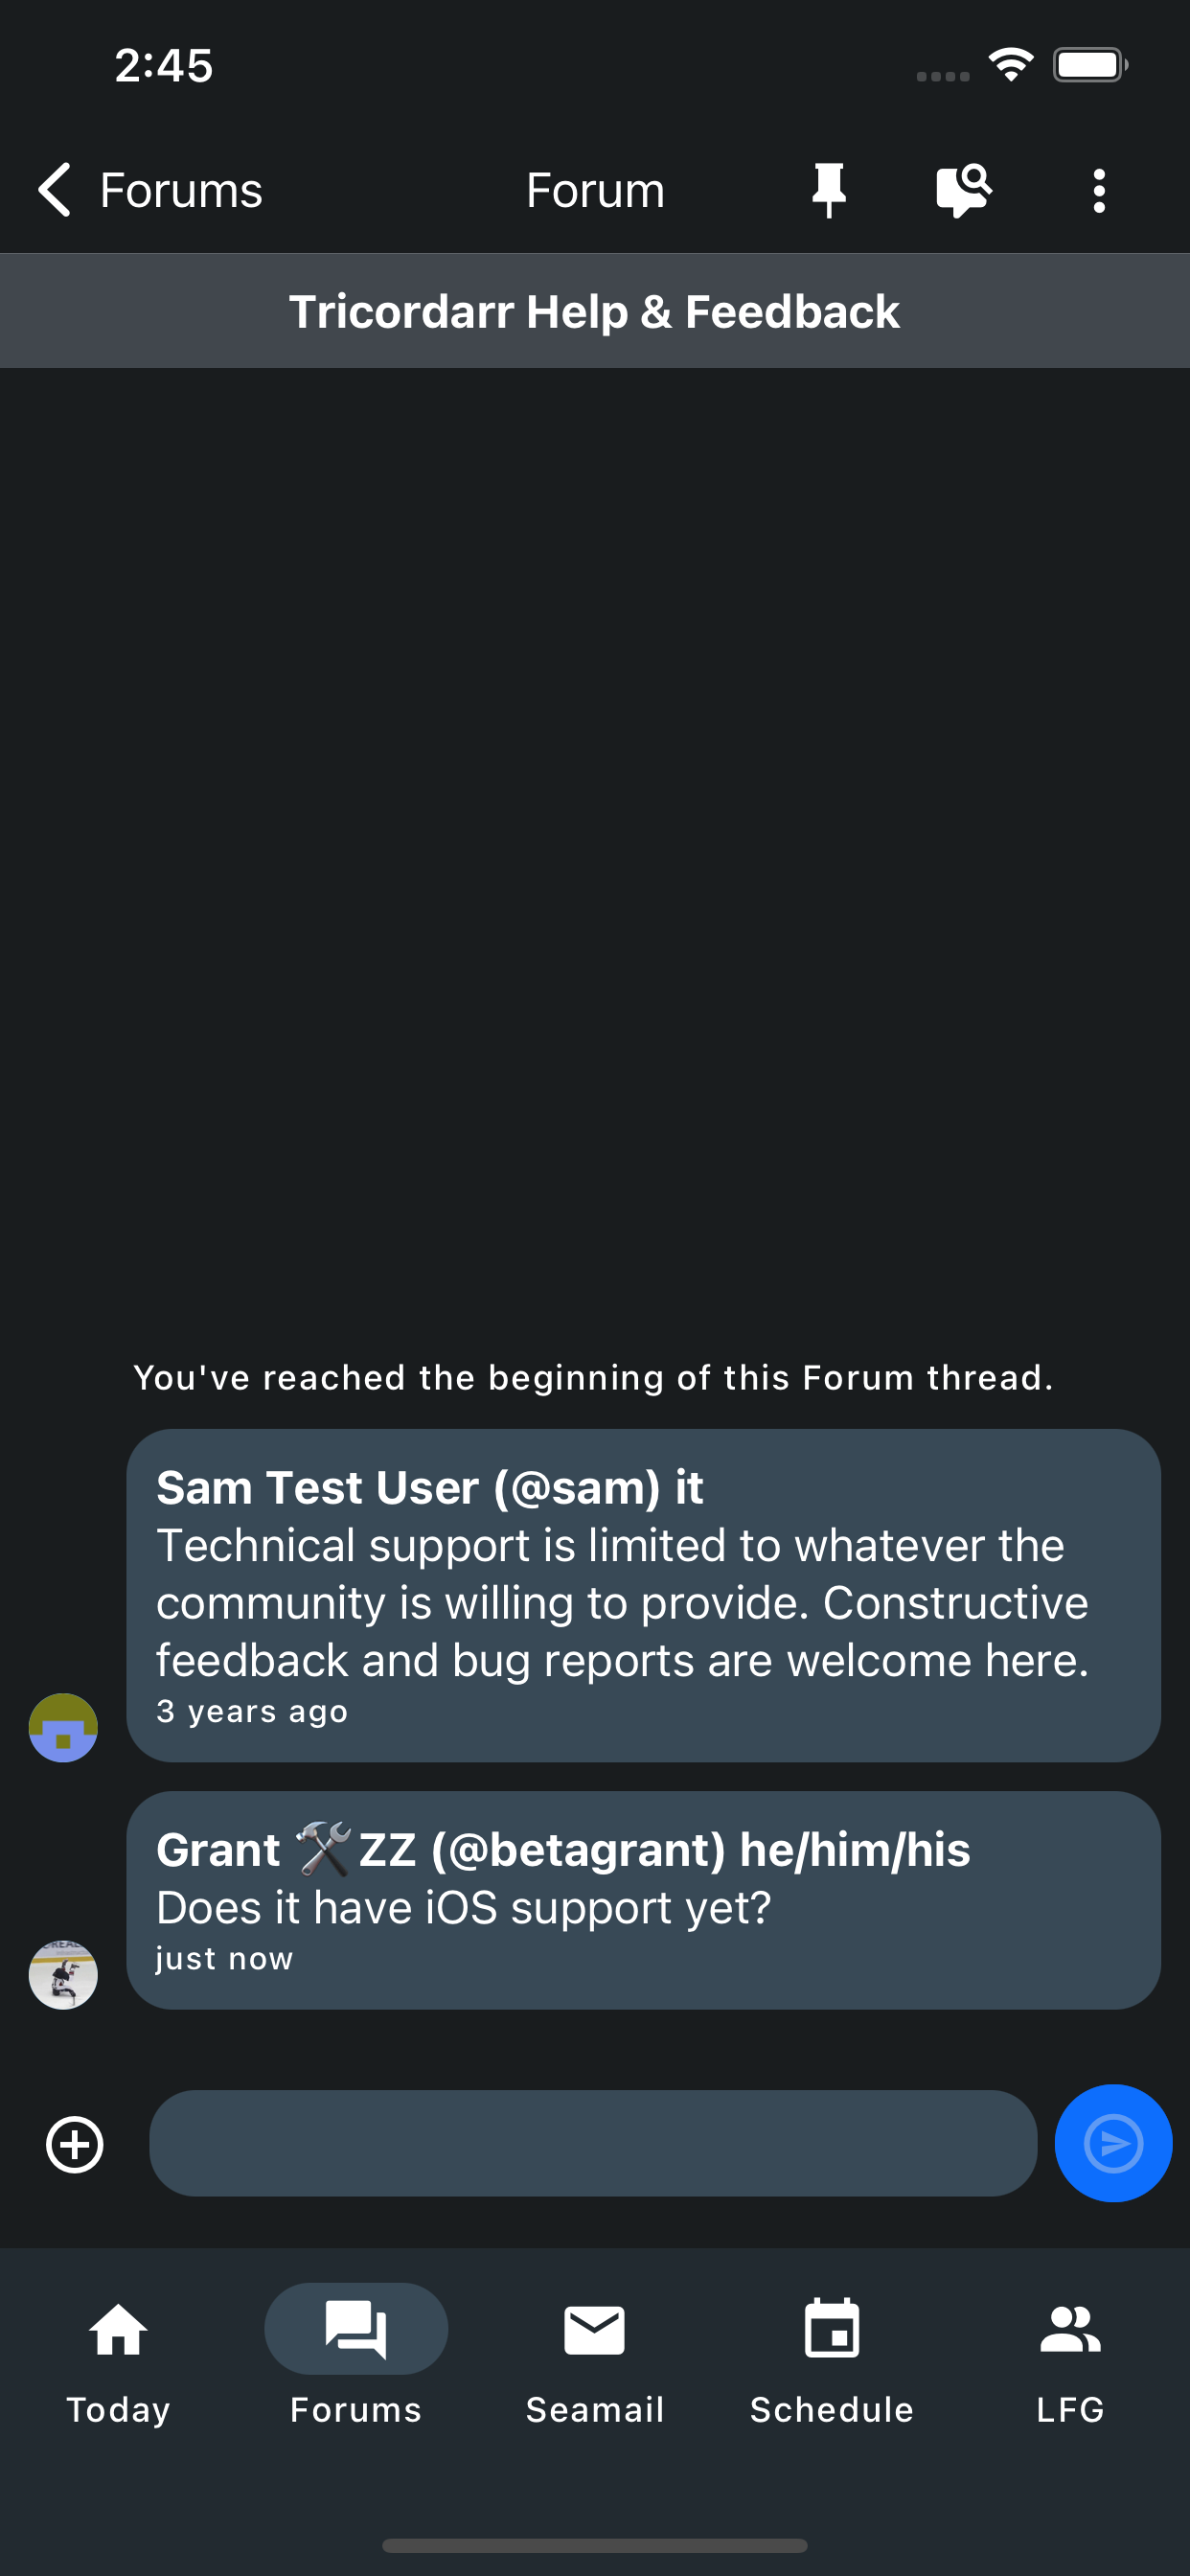 2:45
Forums
Forum
Tricordarr Help & Feedback
You've reached the beginning of this Forum thread.
Sam Test User (@sam) it
Technical support is limited to whatever the
community is willing to provide. Constructive
feedback and bug reports are welcome here.
3 years ago
Grant 🛠️ZZ (@betagrant) he/him/his
Does it have iOS support yet?
just now
Today
Forums
Seamail
Schedule
LFG